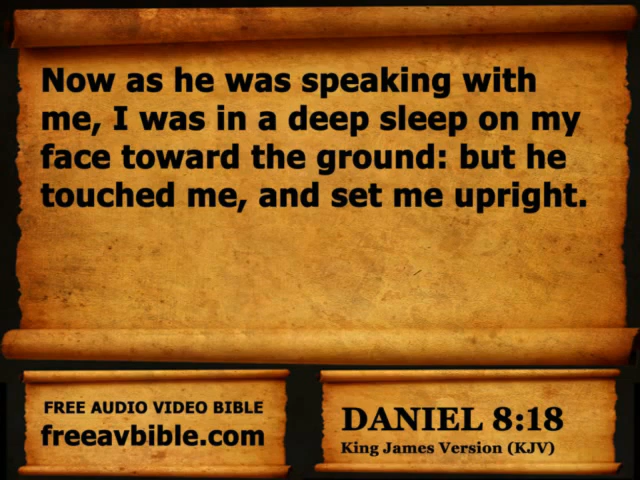 Now as he was speaking with
me, I was in a deep sleep on my
face toward the ground: but he
touched me, and set me upright.
FREE AUDIO VIDEO BIBLE
freeavbible.com
DANIEL 8:18
King James Version (KJV)